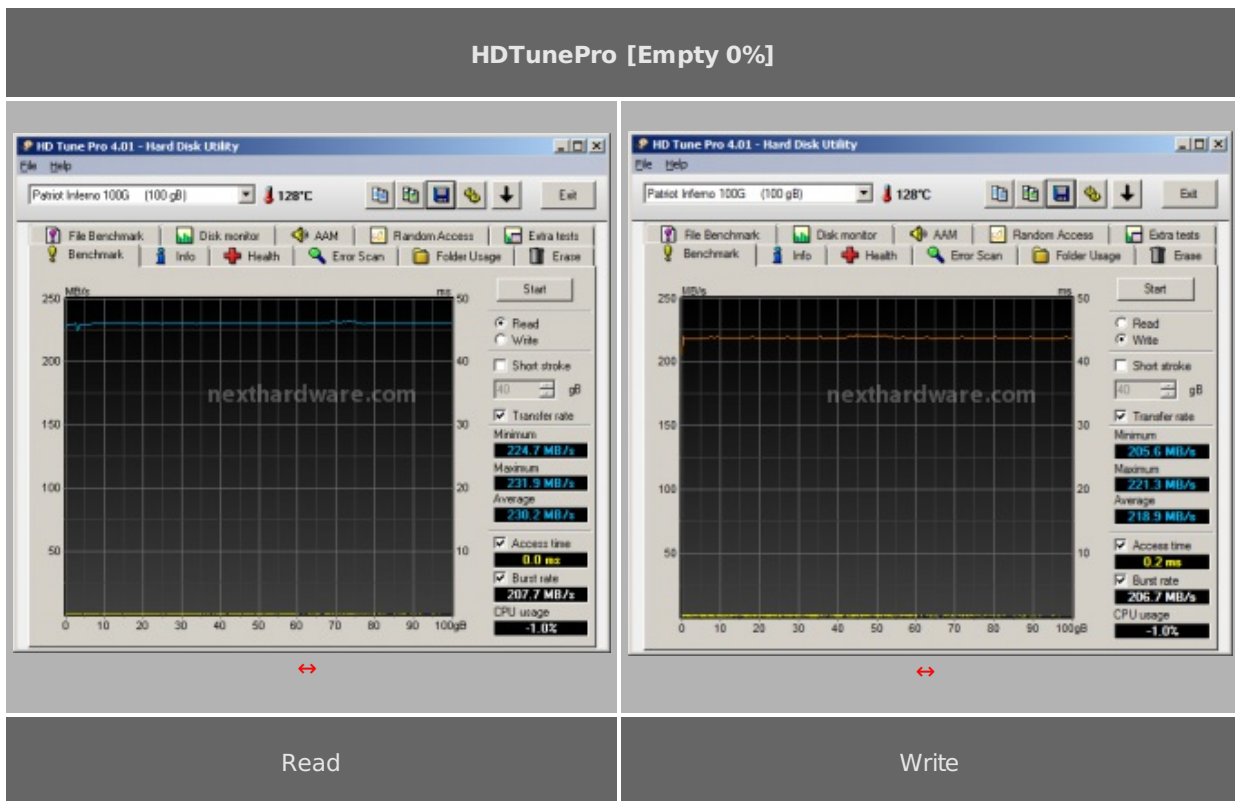 HDTunePro [Empty 0%]
HD Tune Pro 4.01 - Hard Disk Utility
File Help
Patriot Inferno 100G (100 gB) 128°C Exit
File Benchmark Disk monitor AAM Random Access Extra tests
Benchmark Info Health Error Scan Folder Usage Erase
MB/s ms
250 50
200 40
150 30
100 20
50 10
0 10 20 30 40 50 60 70 80 90 100gB
nexthardware.com
Start
Read
Write
Short stroke
40 gB
Transfer rate
Minimum
224.7 MB/s
Maximum
231.9 MB/s
Average
230.2 MB/s
Access time
0.0 ms
Burst rate
207.7 MB/s
CPU usage
-1.0%
HD Tune Pro 4.01 - Hard Disk Utility
File Help
Patriot Inferno 100G (100 gB) 128°C Exit
File Benchmark Disk monitor AAM Random Access Extra tests
Benchmark Info Health Error Scan Folder Usage Erase
MB/s ms
250 50
200 40
150 30
100 20
50 10
0 10 20 30 40 50 60 70 80 90 100gB
nexthardware.com
Start
Read
Write
Short stroke
40 gB
Transfer rate
Minimum
205.6 MB/s
Maximum
221.3 MB/s
Average
218.9 MB/s
Access time
0.2 ms
Burst rate
206.7 MB/s
CPU usage
-1.0%
Read
Write